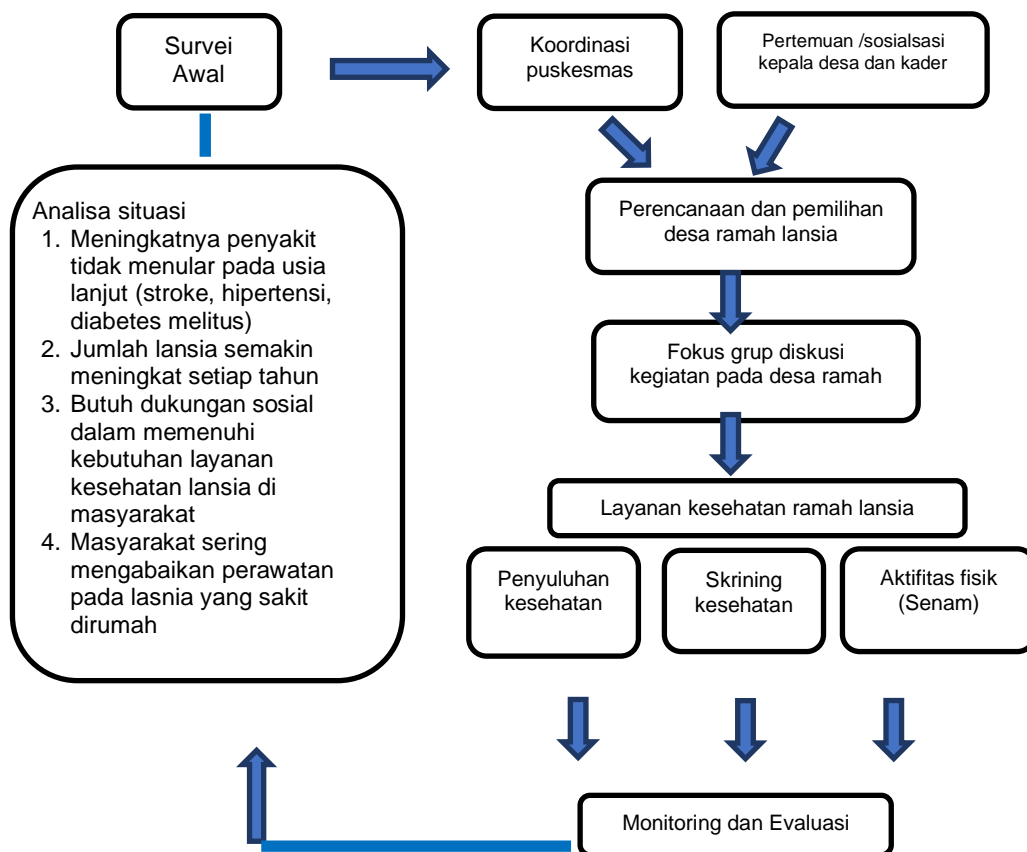 Survei
Awal
Koordinasi
puskesmas
Pertemuan /sosialsasi
kepala desa dan kader
Analisa situasi
1. Meningkatnya penyakit
tidak menular pada usia
lanjut (stroke, hipertensi,
diabetes melitus)
2. Jumlah lansia semakin
meningkat setiap tahun
3. Butuh dukungan sosial
dalam memenuhi
kebutuhan layanan
kesehatan lansia di
masyarakat
4. Masyarakat sering
mengabaikan perawatan
pada lasnia yang sakit
dirumah
Perencanaan dan pemilihan
desa ramah lansia
Fokus grup diskusi
kegiatan pada desa ramah
Layanan kesehatan ramah lansia
Penyuluhan
kesehatan
Skrining
kesehatan
Aktifitas fisik
(Senam)
Monitoring dan Evaluasi